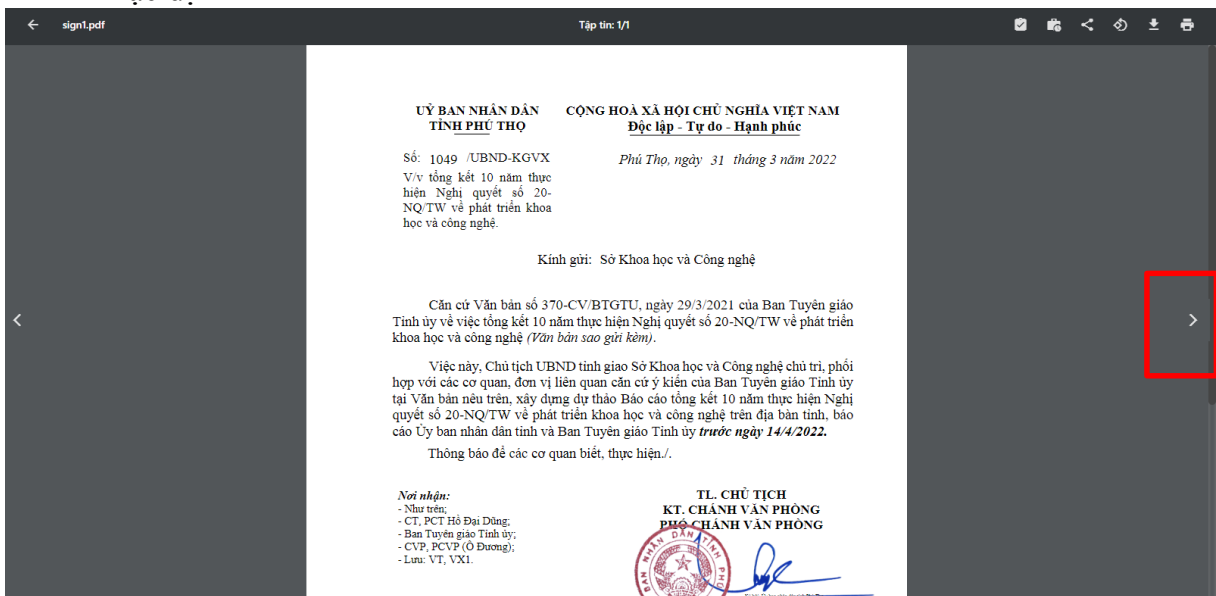 sign1.pdf
Tập tin: 1/1
UỶ BAN NHÂN DÂN
TỈNH PHÚ THỌ
CỘNG HOÀ XÃ HỘI CHỦ NGHĨA VIỆT NAM
Độc lập - Tự do - Hạnh phúc
Số: 1049 /UBND-KGVX
Phú Thọ, ngày 31 tháng 3 năm 2022
V/v tổng kết 10 năm thực
hiện Nghị quyết số 20-
NQ/TW về phát triển khoa
học và công nghệ.
Kính gửi: Sở Khoa học và Công nghệ
Căn cứ Văn bản số 370-CV/BTGTU, ngày 29/3/2021 của Ban Tuyên giáo
Tỉnh ủy về việc tổng kết 10 năm thực hiện Nghị quyết số 20-NQ/TW về phát triển
khoa học và công nghệ (Văn bản sao gửi kèm).
Việc này, Chủ tịch UBND tỉnh giao Sở Khoa học và Công nghệ chủ trì, phối
hợp với các cơ quan, đơn vị liên quan căn cứ ý kiến của Ban Tuyên giáo Tỉnh ủy
tại Văn bản nêu trên, xây dựng dự thảo Báo cáo tổng kết 10 năm thực hiện Nghị
quyết số 20-NQ/TW về phát triển khoa học và công nghệ trên địa bàn tỉnh, báo
cáo Ủy ban nhân dân tỉnh và Ban Tuyên giáo Tỉnh ủy trước ngày 14/4/2022.
Thông báo để các cơ quan biết, thực hiện./.
Nơi nhận:
- Như trên;
- CT, PCT Hồ Đại Dũng;
- Ban Tuyên giáo Tỉnh ủy;
- CVP, PCVP (Ô Đương);
- Lưu: VT, VX1.
TL. CHỦ TỊCH
KT. CHÁNH VĂN PHÒNG
PHÓ CHÁNH VĂN PHÒNG
BAN NHÂN DÂN TỈNH PHÚ